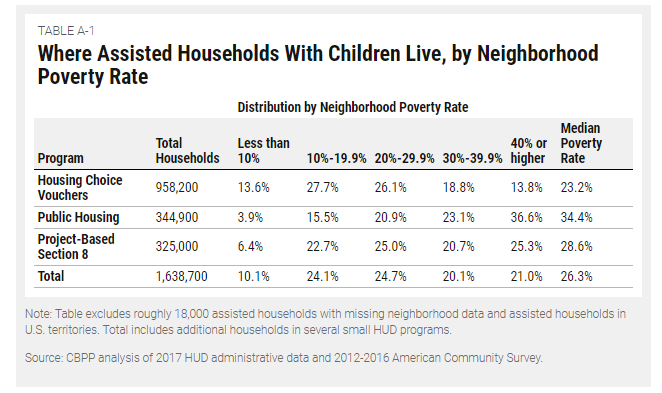 TABLE A-1
Where Assisted Households With Children Live, by Neighborhood
Poverty Rate
Distribution by Neighborhood Poverty Rate
Program Total Households Less than 10% 10%-19.9% 20%-29.9% 30%-39.9% 40% or higher Median Poverty Rate
Housing Choice Vouchers 958,200 13.6% 27.7% 26.1% 18.8% 13.8% 23.2%
Public Housing 344,900 3.9% 15.5% 20.9% 23.1% 36.6% 34.4%
Project-Based Section 8 325,000 6.4% 22.7% 25.0% 20.7% 25.3% 28.6%
Total 1,638,700 10.1% 24.1% 24.7% 20.1% 21.0% 26.3%
Note: Table excludes roughly 18,000 assisted households with missing neighborhood data and assisted households in
U.S. territories. Total includes additional households in several small HUD programs.
Source: CBPP analysis of 2017 HUD administrative data and 2012-2016 American Community Survey.